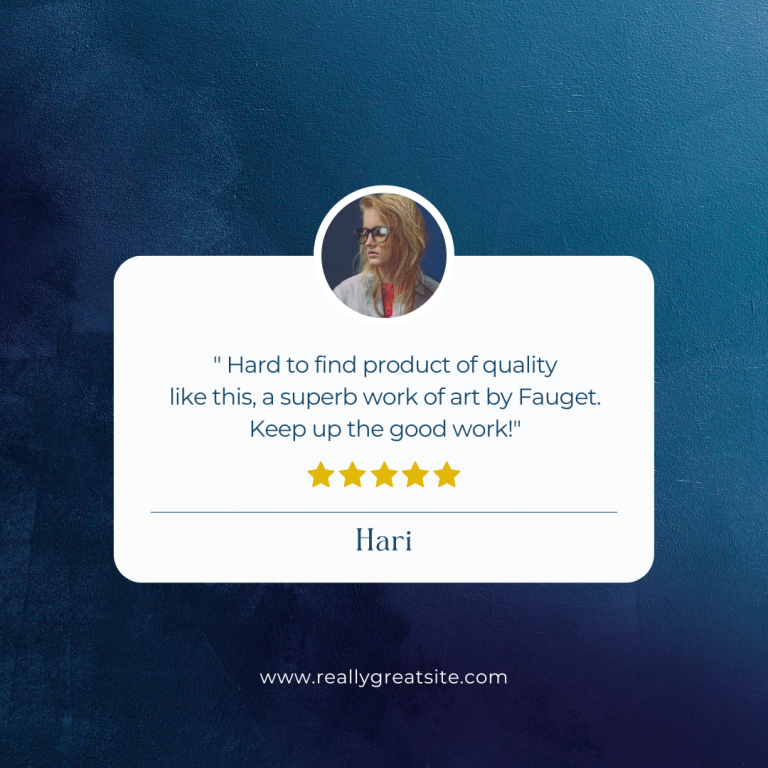 " Hard to find product of quality
like this, a superb work of art by Fauget.
Keep up the good work!"
Hari
www.reallygreatsite.com